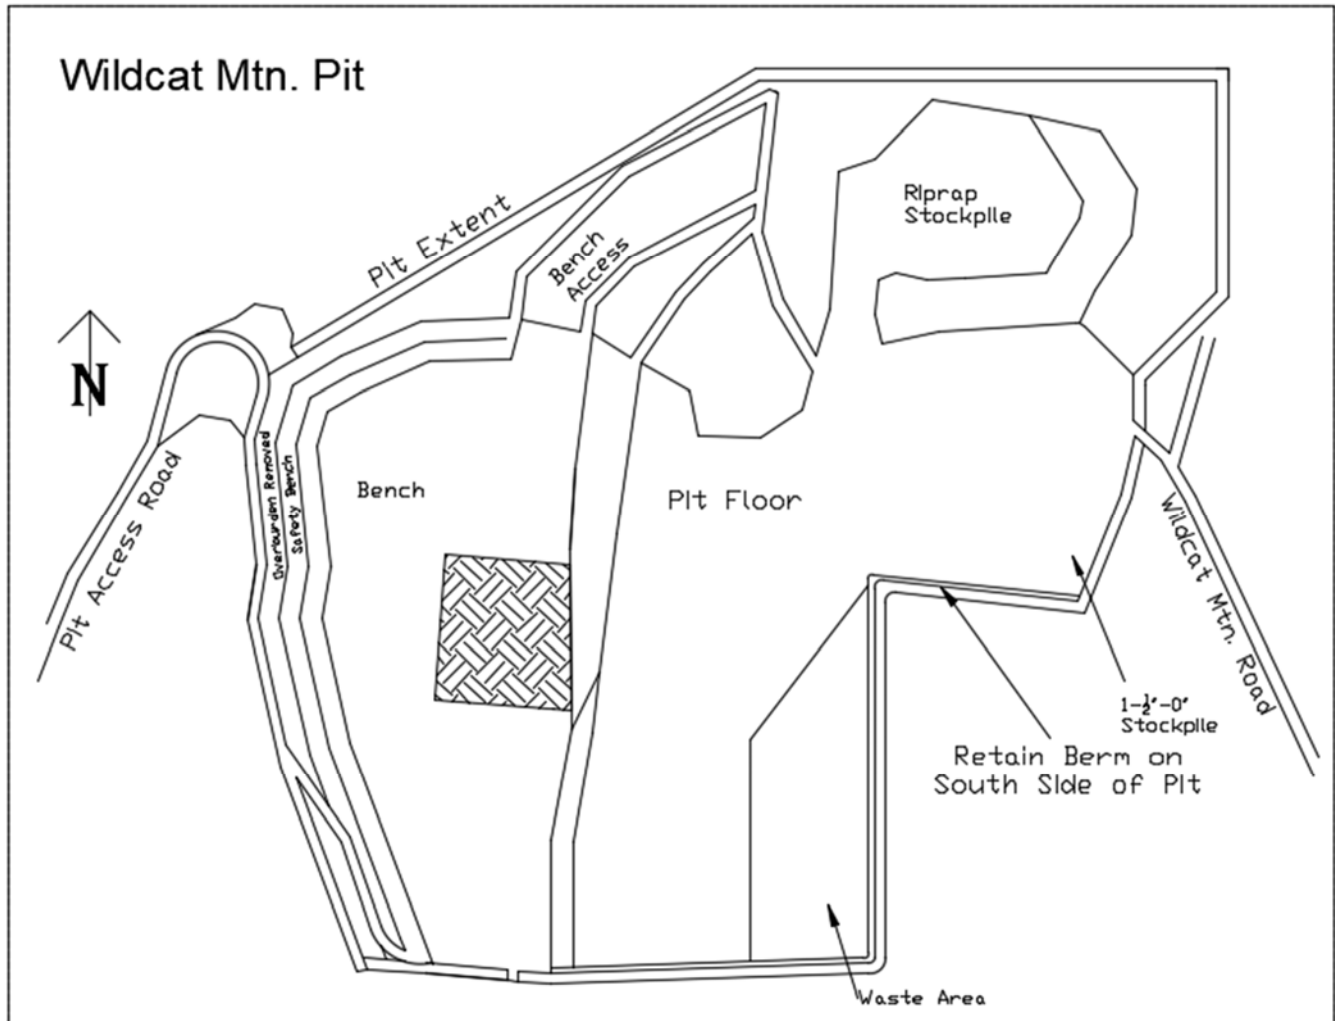 Wildcat Mtn. Pit
Pit Extent
Riprap
Stockpile
Bench
Access
N
Overburden Removed
Safety Bench
Pit Access Road
Bench
Pit Floor
Wildcat Mtn. Road
1-½"-0"
Stockpile
Retain Berm on
South Side of Pit
Waste Area